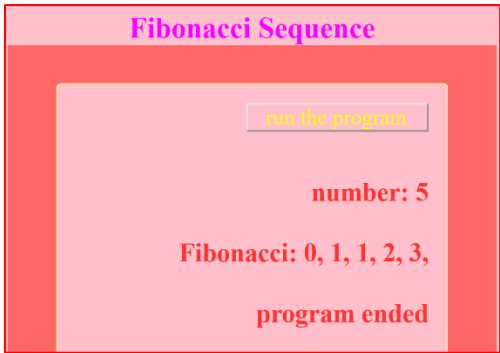 Fibonacci Sequence
run the program
number: 5
Fibonacci: 0, 1, 1, 2, 3,
program ended